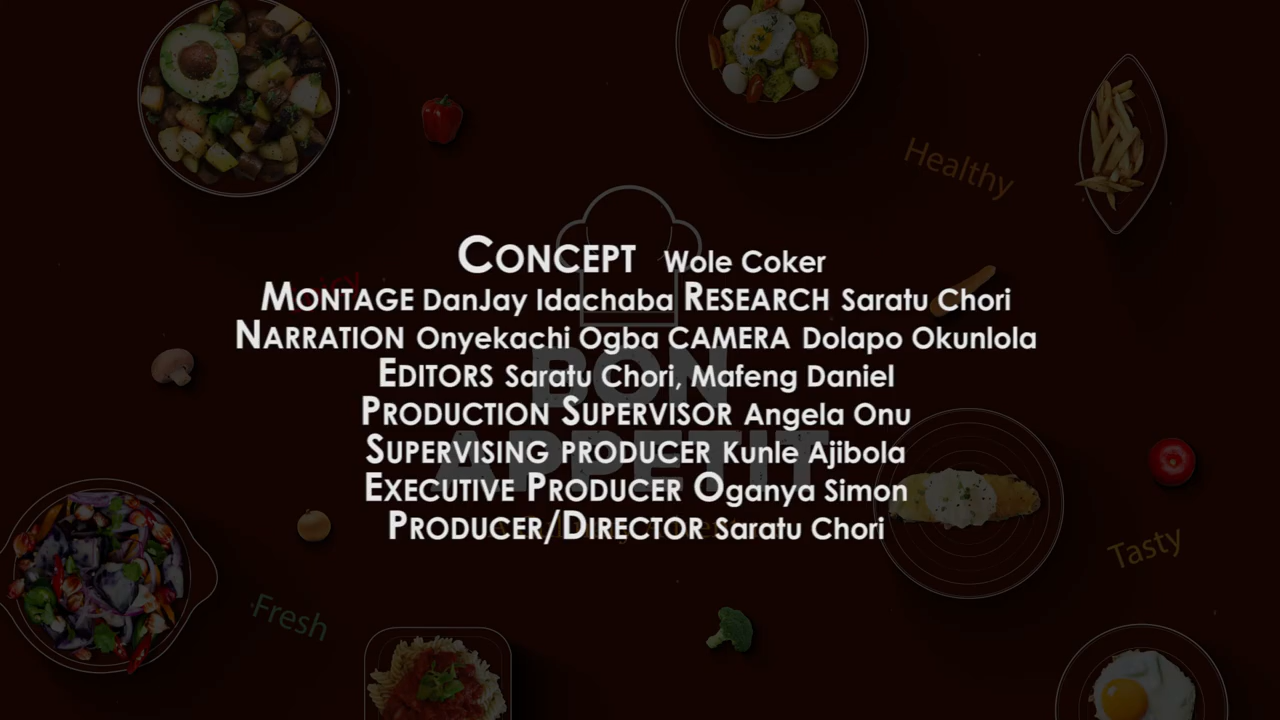 Healthy
CONCEPT Wole Coker
MONTAGE DanJay Idachaba RESEARCH Saratu Chori
NARRATION Onyekachi Ogba CAMERA Dolapo Okunlola
EDITORS Saratu Chori, Mafeng Daniel
BON
PRODUCTION SUPERVISOR Angela Onu
APPETIT
SUPERVISING PRODUCER Kunle Ajibola
EXECUTIVE PRODUCER Oganya Simon
PRODUCER/DIRECTOR Saratu Chori
Tasty
Fresh